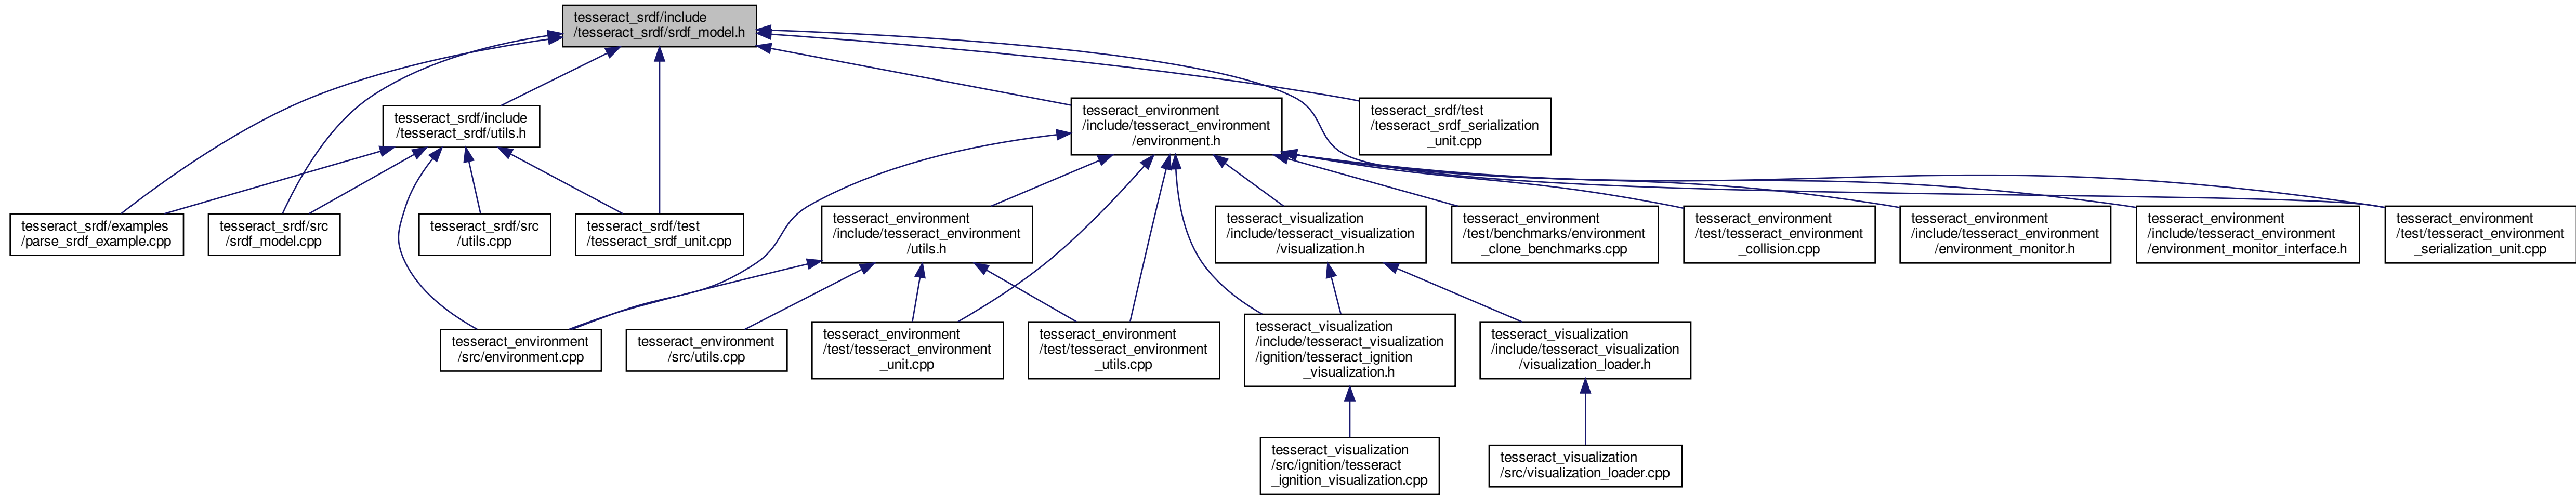 tesseract_srdf/include
/tesseract_srdf/srdf_model.h
tesseract_srdf/include
/tesseract_srdf/utils.h
tesseract_environment
/include/tesseract_environment
/environment.h
tesseract_srdf/test
/tesseract_srdf_serialization
_unit.cpp
tesseract_srdf/examples
/parse_srdf_example.cpp
tesseract_srdf/src
/srdf_model.cpp
tesseract_srdf/src
/utils.cpp
tesseract_srdf/test
/tesseract_srdf_unit.cpp
tesseract_environment
/include/tesseract_environment
/utils.h
tesseract_visualization
/include/tesseract_visualization
/visualization.h
tesseract_environment
/test/benchmarks/environment
_clone_benchmarks.cpp
tesseract_environment
/test/tesseract_environment
_collision.cpp
tesseract_environment
/include/tesseract_environment
/environment_monitor.h
tesseract_environment
/include/tesseract_environment
/environment_monitor_interface.h
tesseract_environment
/test/tesseract_environment
_serialization_unit.cpp
tesseract_environment
/src/environment.cpp
tesseract_environment
/src/utils.cpp
tesseract_environment
/test/tesseract_environment
_unit.cpp
tesseract_environment
/test/tesseract_environment
_utils.cpp
tesseract_visualization
/include/tesseract_visualization
/ignition/tesseract_ignition
_visualization.h
tesseract_visualization
/include/tesseract_visualization
/visualization_loader.h
tesseract_visualization
/src/ignition/tesseract
_ignition_visualization.cpp
tesseract_visualization
/src/visualization_loader.cpp